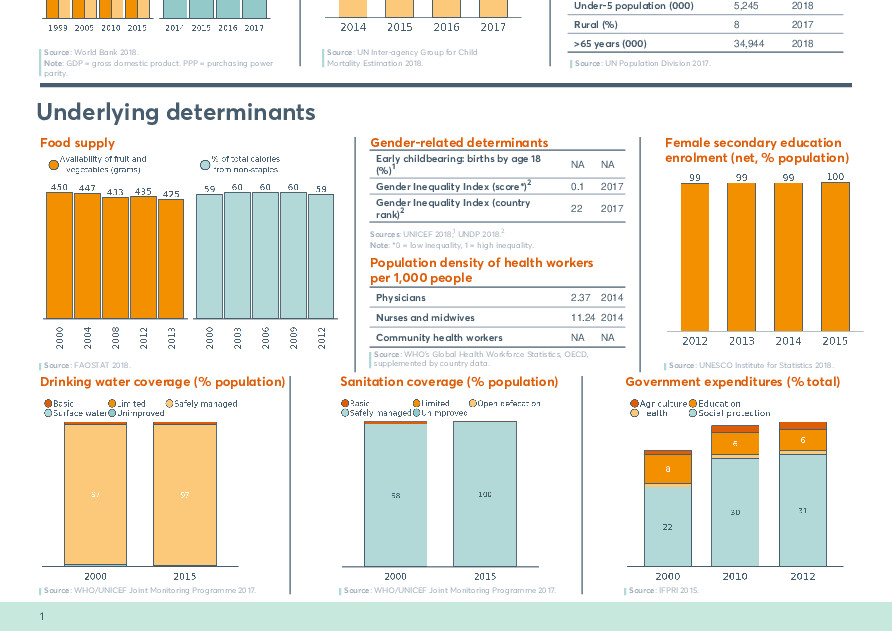 1999 2005 2010 2015
2014 2015 2016 2017
Source: World Bank 2018.
Note: GDP = gross domestic product. PPP = purchasing power
parity.
2014 2015 2016 2017
Source: UN Inter-agency Group for Child
Mortality Estimation 2018.
Under-5 population (000) 5,245 2018
Rural (%) 8 2017
>65 years (000) 34,944 2018
Source: UN Population Division 2017.
Underlying determinants
Food supply
Availability of fruit and
vegetables (grams)
% of total calories
from non-staples
450 447 433 435 425
2000 2004 2008 2012 2013
59 60 60 60 59
2000 2003 2006 2009 2012
Source: FAOSTAT 2018.
Gender-related determinants
Early childbearing: births by age 18
(%)1 NA NA
Gender Inequality Index (score*)2 0.1 2017
Gender Inequality Index (country
rank)2 22 2017
Sources: UNICEF 2018,1 UNDP 2018.2
Note: *0 = low inequality, 1 = high inequality.
Population density of health workers
per 1,000 people
Physicians 2.37 2014
Nurses and midwives 11.24 2014
Community health workers NA NA
Source: WHO's Global Health Workforce Statistics, OECD,
supplemented by country data.
Female secondary education
enrolment (net, % population)
99 99 99 100
2012 2013 2014 2015
Source: UNESCO Institute for Statistics 2018.
Drinking water coverage (% population)
Basic Limited Safely managed
Surface water Unimproved
97 97
2000 2015
Source: WHO/UNICEF Joint Monitoring Programme 2017.
Sanitation coverage (% population)
Basic Limited Open defecation
Safely managed Unimproved
100
2000 2015
Source: WHO/UNICEF Joint Monitoring Programme 2017.
Government expenditures (% total)
Agriculture Education
Health Social protection
8 6 6
22 30 31
2000 2010 2012
Source: IFPRI 2015.
1